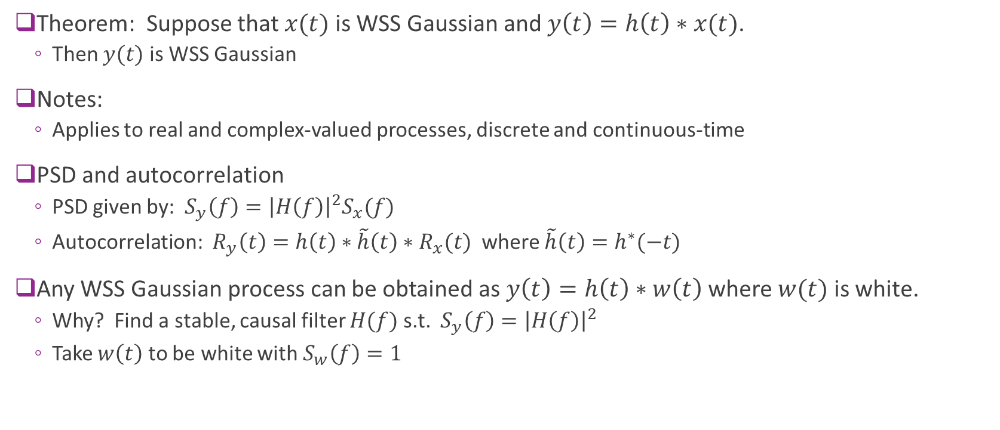 ❑Theorem: Suppose that 𝑥(𝑡) is WSS Gaussian and 𝑦(𝑡) = ℎ(𝑡) ∗ 𝑥(𝑡).
◦ Then 𝑦(𝑡) is WSS Gaussian
❑Notes:
◦ Applies to real and complex-valued processes, discrete and continuous-time
❑PSD and autocorrelation
◦ PSD given by: $S_y(f) = |H(f)|^2 S_x(f)$
◦ Autocorrelation: $R_y(t) = h(t) * \tilde{h}(t) * R_x(t)$ where $\tilde{h}(t) = h^*(-t)$
❑Any WSS Gaussian process can be obtained as 𝑦(𝑡) = ℎ(𝑡) ∗ 𝑤(𝑡) where 𝑤(𝑡) is white.
◦ Why? Find a stable, causal filter 𝐻(𝑓) s.t. $S_y(f) = |H(f)|^2$
◦ Take 𝑤(𝑡) to be white with $S_w(f) = 1$